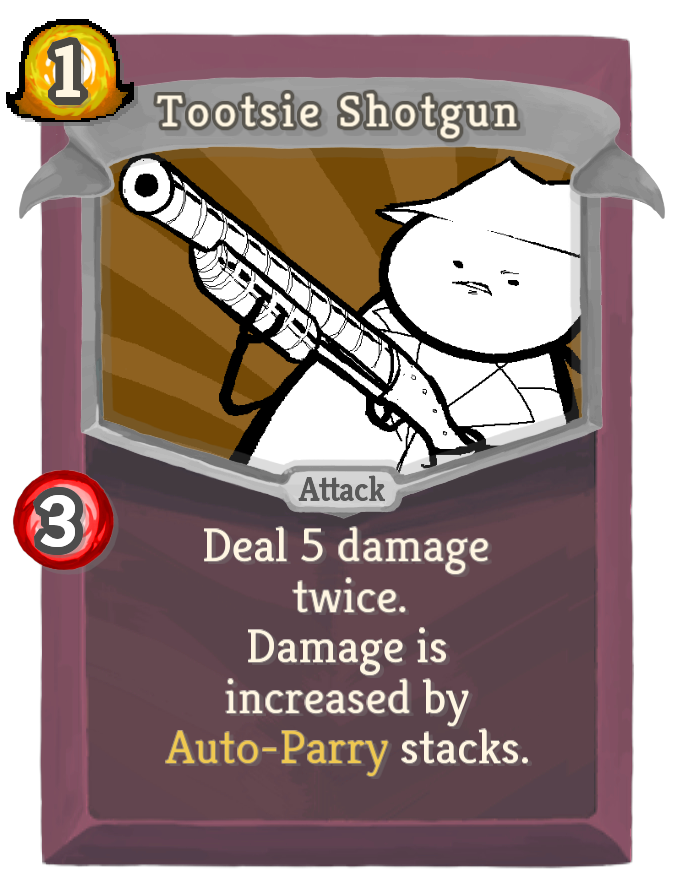 1
Tootsie Shotgun
Attack
3
Deal 5 damage
twice.
Damage is
increased by
Auto-Parry stacks.